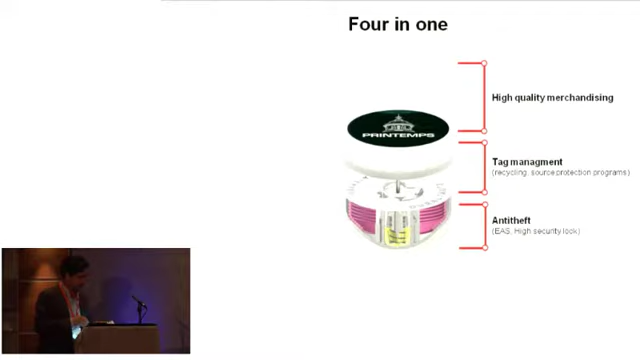 Four in one
High quality merchandising
PRINTEMPS
Tag managment
(recycling, source protection programs)
Antitheft
(EAS, High security lock)